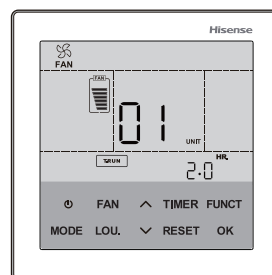 Hisense
FAN
FAN
01
UNIT
T.RUN HR.
2.0
FAN TIMER FUNCT
MODE LOU. RESET OK